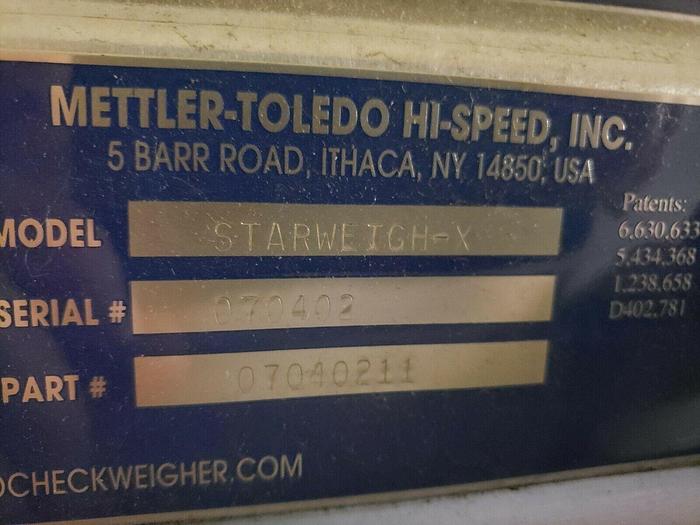 METTLER-TOLEDO HI-SPEED, INC.
5 BARR ROAD, ITHACA, NY 14850, USA
MODEL STARWEIGH-X
SERIAL # 070402
PART # 07040211
Patents:
6,630,633
5,434,368
1,238,658
D402,781
OCHECKWEIGHER.COM